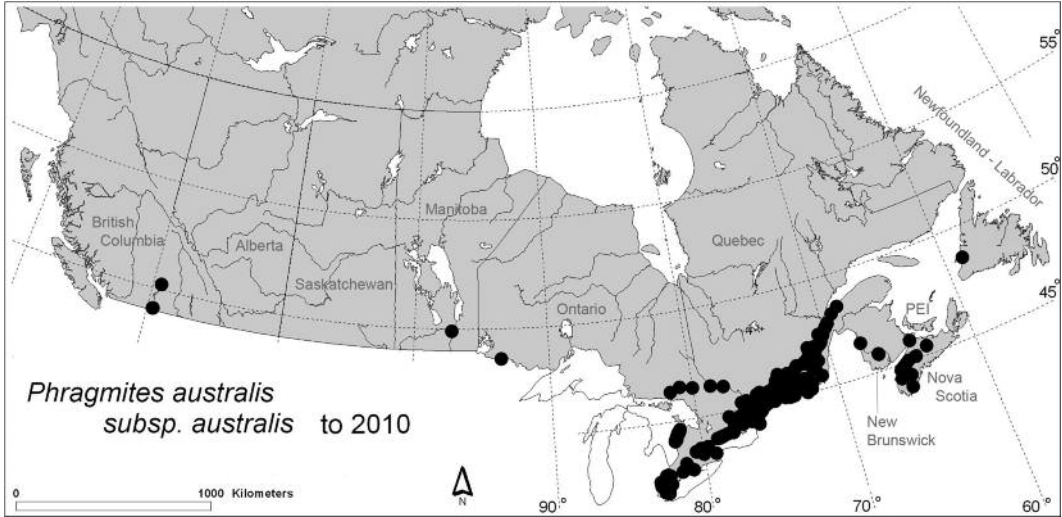 55°
Newfoundland - Labrador
50°
British
Columbia
Alberta
Manitoba
Saskatchewan
Quebec
Ontario
45°
PEI
Nova
Scotia
New
Brunswick
Phragmites australis
subsp. australis to 2010
0 1000 Kilometers
N
90°
80°
70°
60°